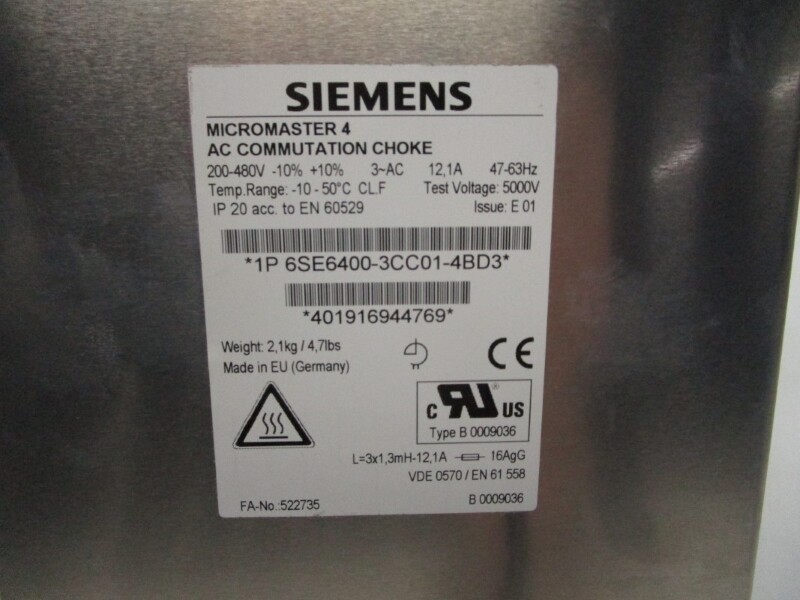 SIEMENS
MICROMASTER 4
AC COMMUTATION CHOKE
200-480V -10% +10% 3~AC 12,1A 47-63Hz
Temp.Range: -10 - 50°C CL.F Test Voltage: 5000V
IP 20 acc. to EN 60529 Issue: E 01
*1P 6SE6400-3CC01-4BD3*
*401916944769*
Weight: 2,1kg / 4,7lbs
Made in EU (Germany)
CE
c RU US ®
Type B 0009036
L=3x1,3mH-12,1A 16AgG
VDE 0570 / EN 61 558
FA-No.:522735 B 0009036